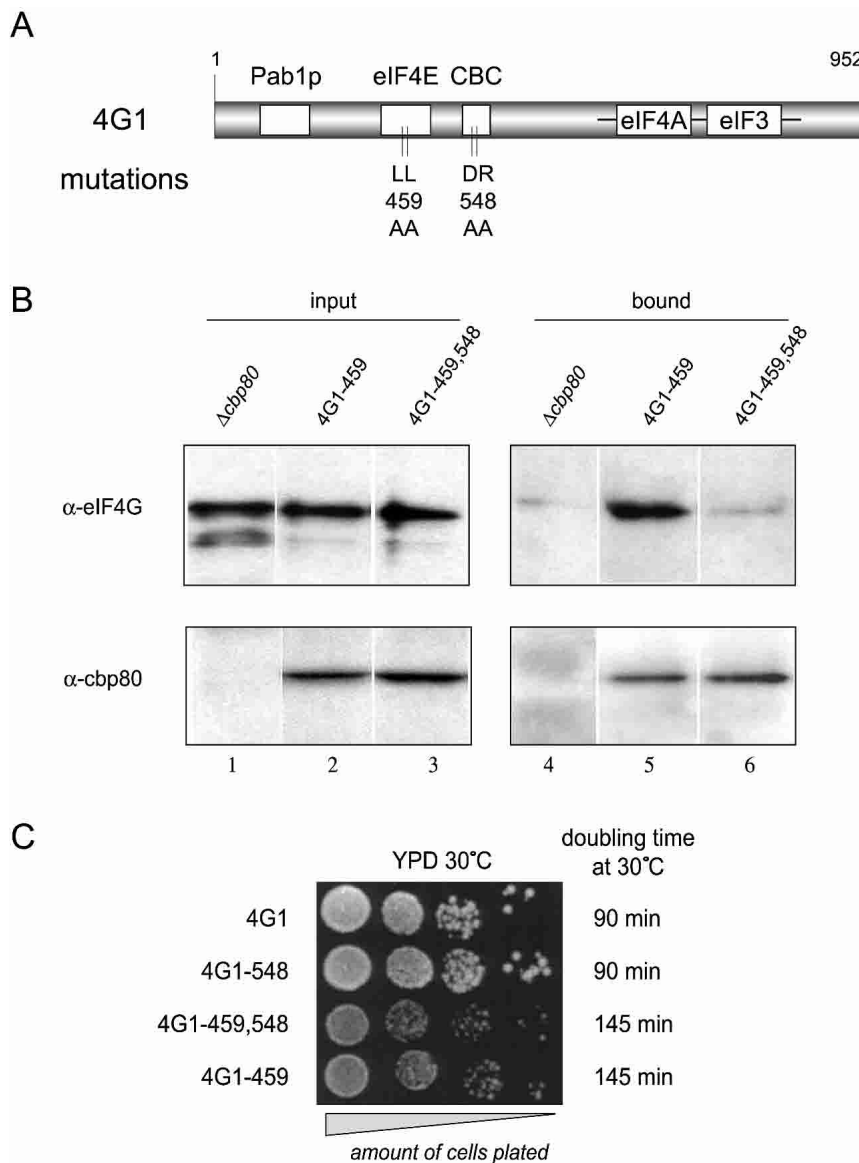 A
1
952
Pab1p eIF4E CBC
4G1
eIF4A eIF3
mutations
LL DR
459 548
AA AA
B
input bound
Δcbp80 4G1-459 4G1-459,548 Δcbp80 4G1-459 4G1-459,548
α-eIF4G
α-cbp80
1 2 3 4 5 6
C
YPD 30°C
doubling time
at 30°C
4G1 90 min
4G1-548 90 min
4G1-459,548 145 min
4G1-459 145 min
amount of cells plated